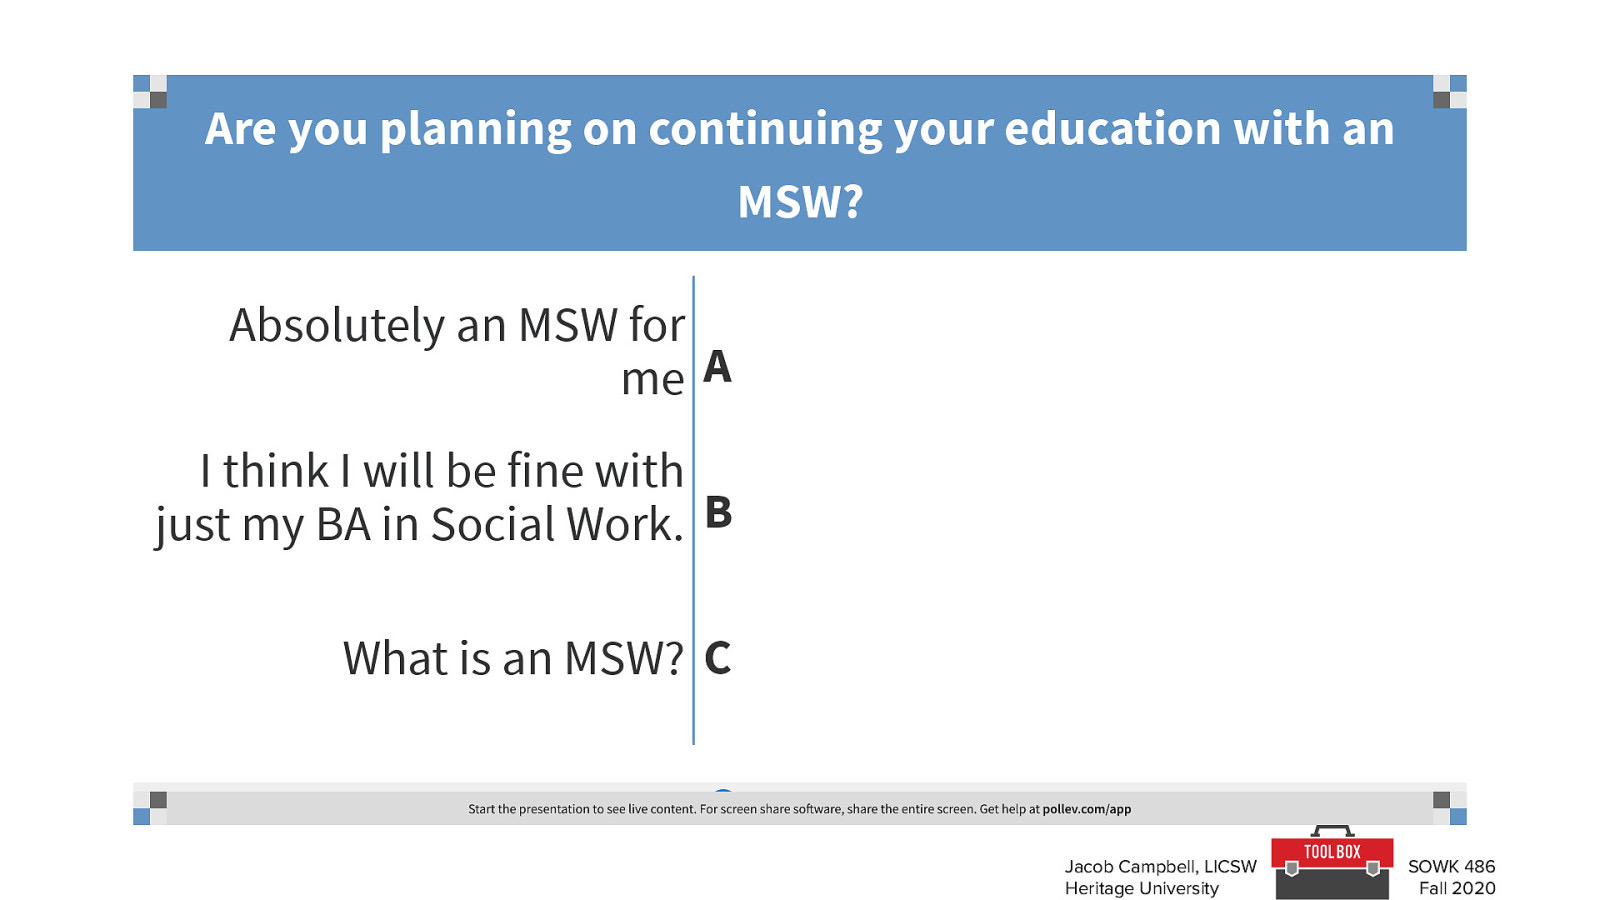 Are you planning on continuing your education with an
MSW?
Absolutely an MSW for
me
A
I think I will be fine with
just my BA in Social Work.
B
What is an MSW?
C
Start the presentation to see live content. For screen share software, share the entire screen. Get help at pollev.com/app
Jacob Campbell, LICSW
Heritage University
TOOLBOX
SOWK 486
Fall 2020